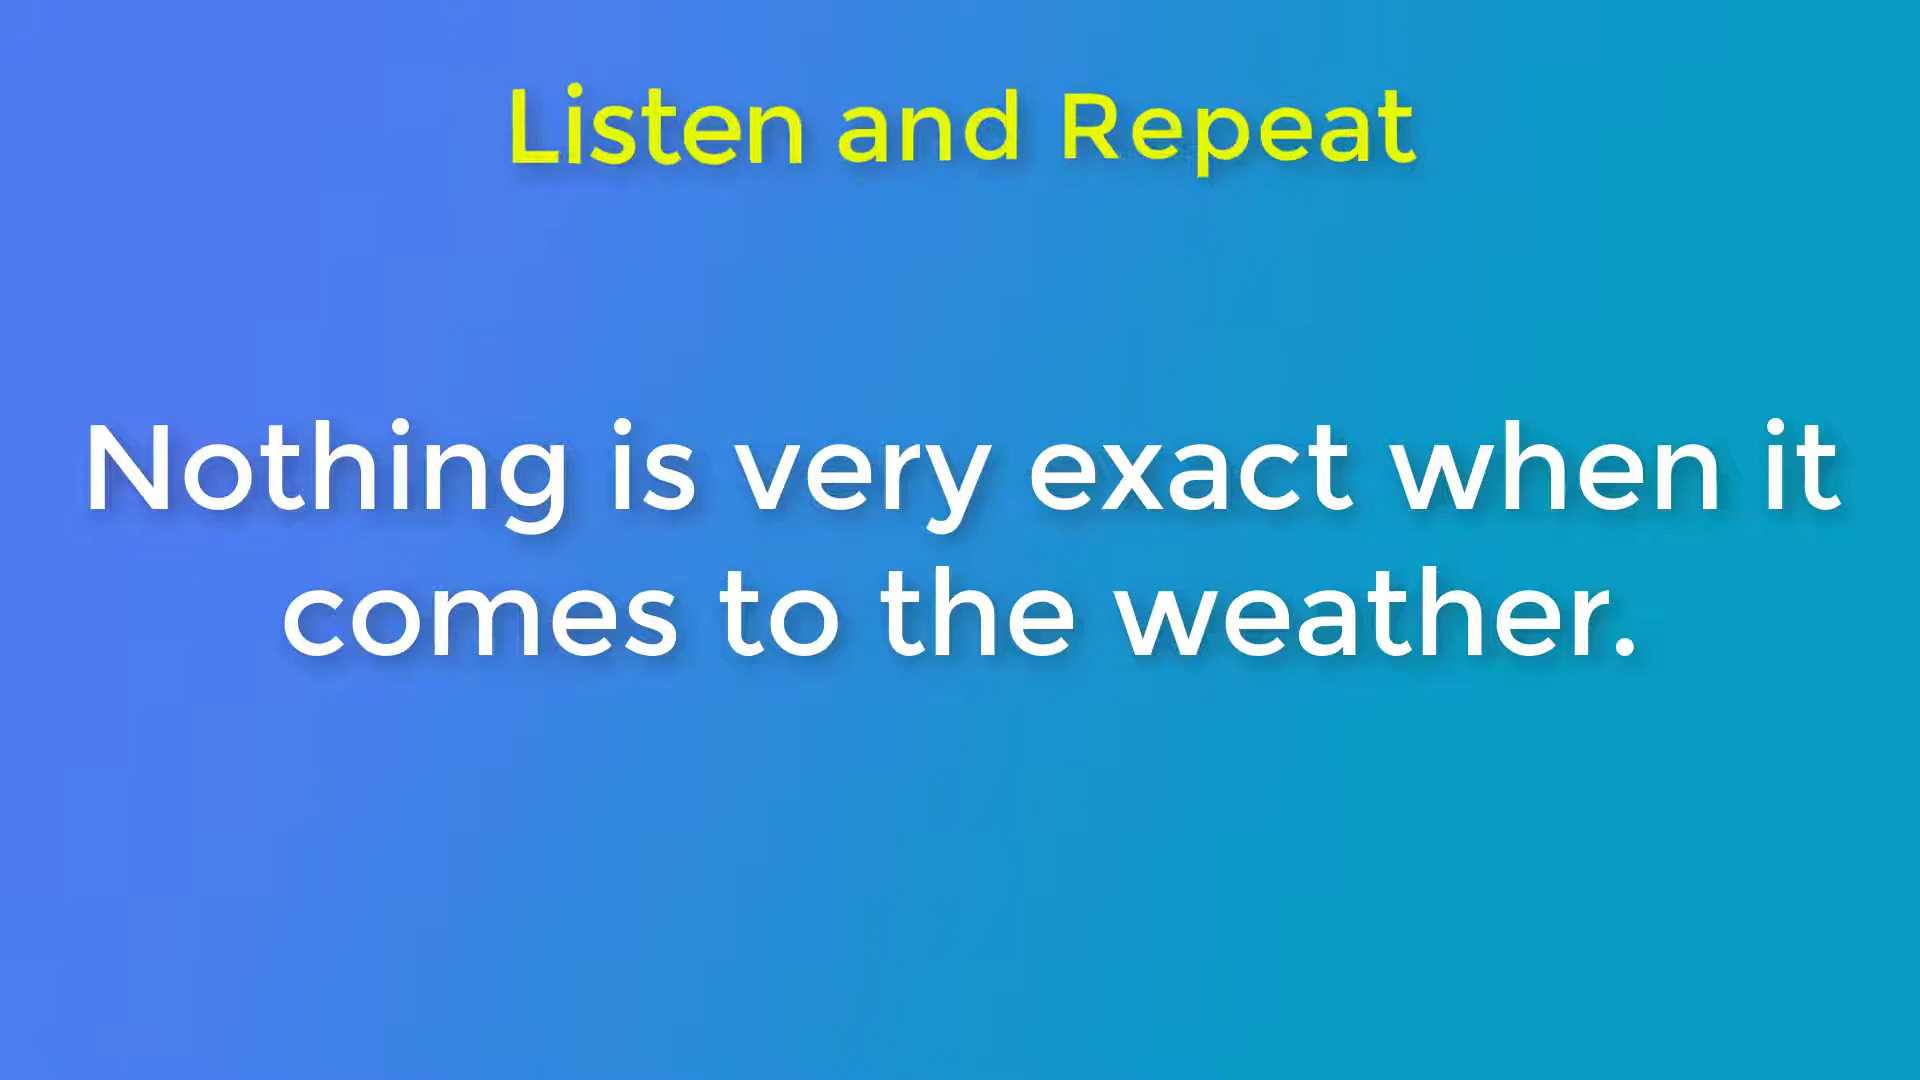 Listen and Repeat
Nothing is very exact when it
comes to the weather.